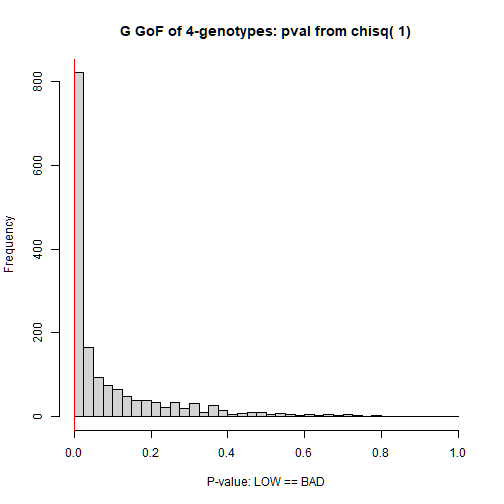 G GoF of 4-genotypes: pval from chisq( 1)
Frequency
800
600
400
200
0
0.0 0.2 0.4 0.6 0.8 1.0
P-value: LOW == BAD